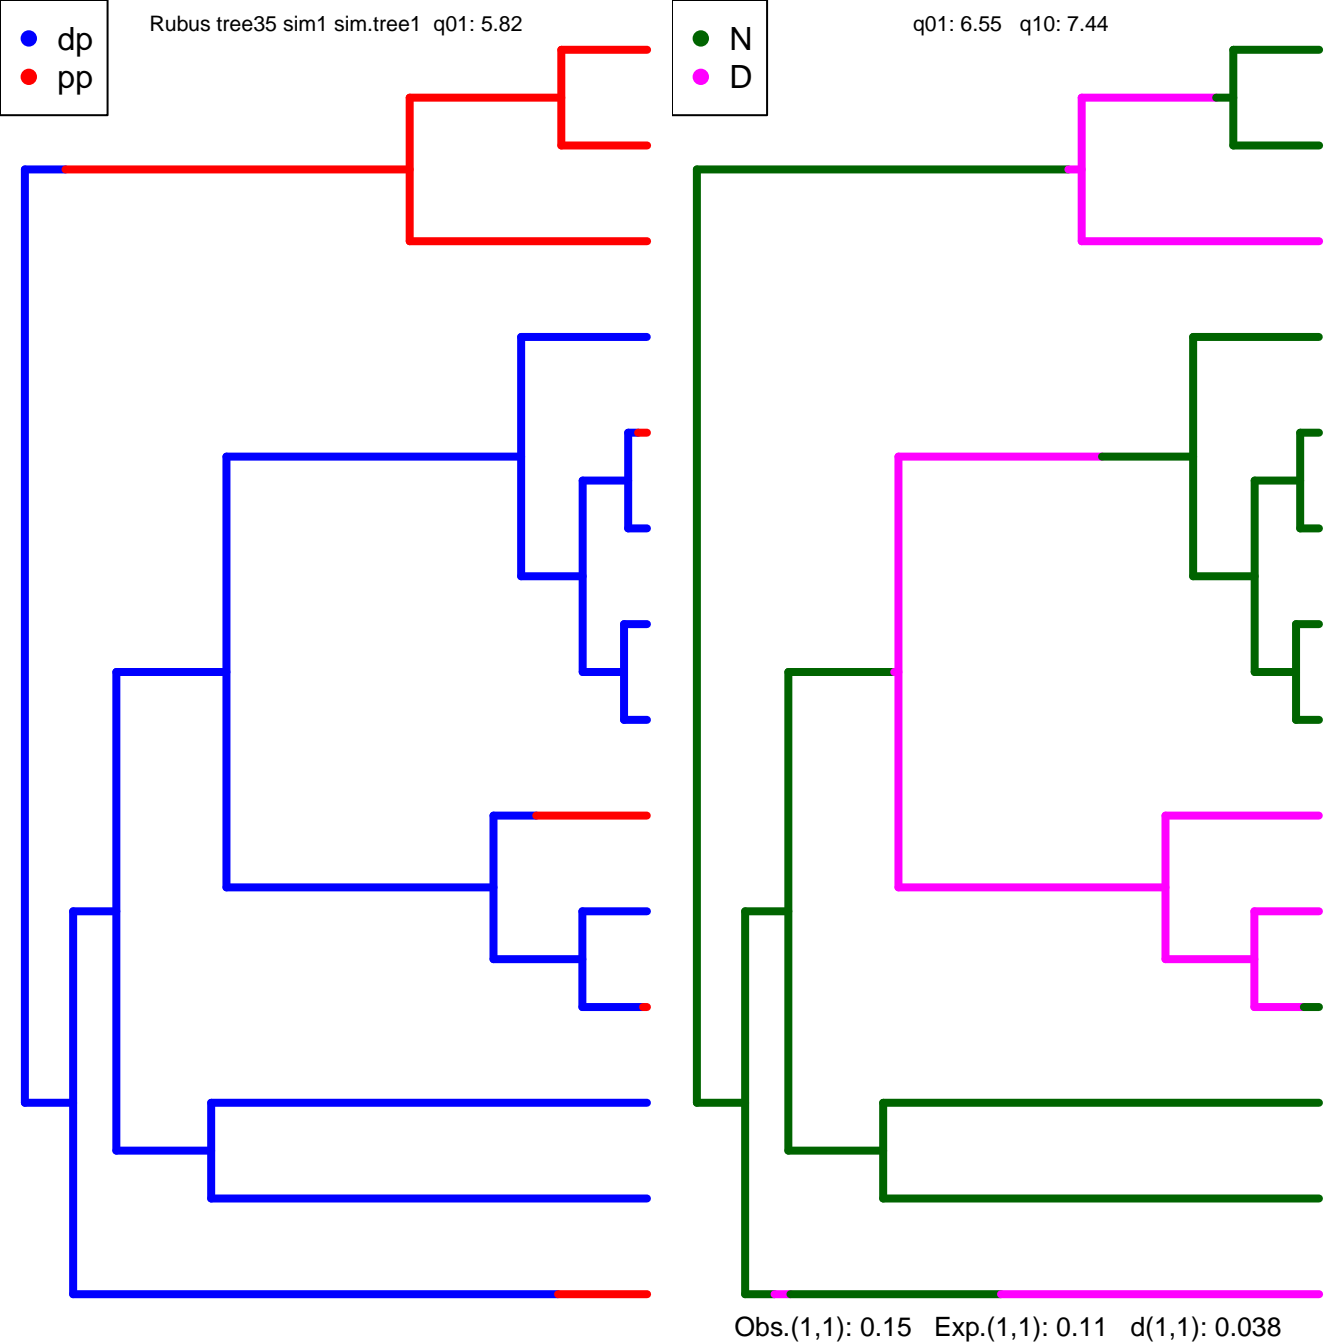 dp
pp
Rubus tree35 sim1 sim.tree1 q01: 5.82
N
D
q01: 6.55 q10: 7.44
Obs.(1,1): 0.15 Exp.(1,1): 0.11 d(1,1): 0.038